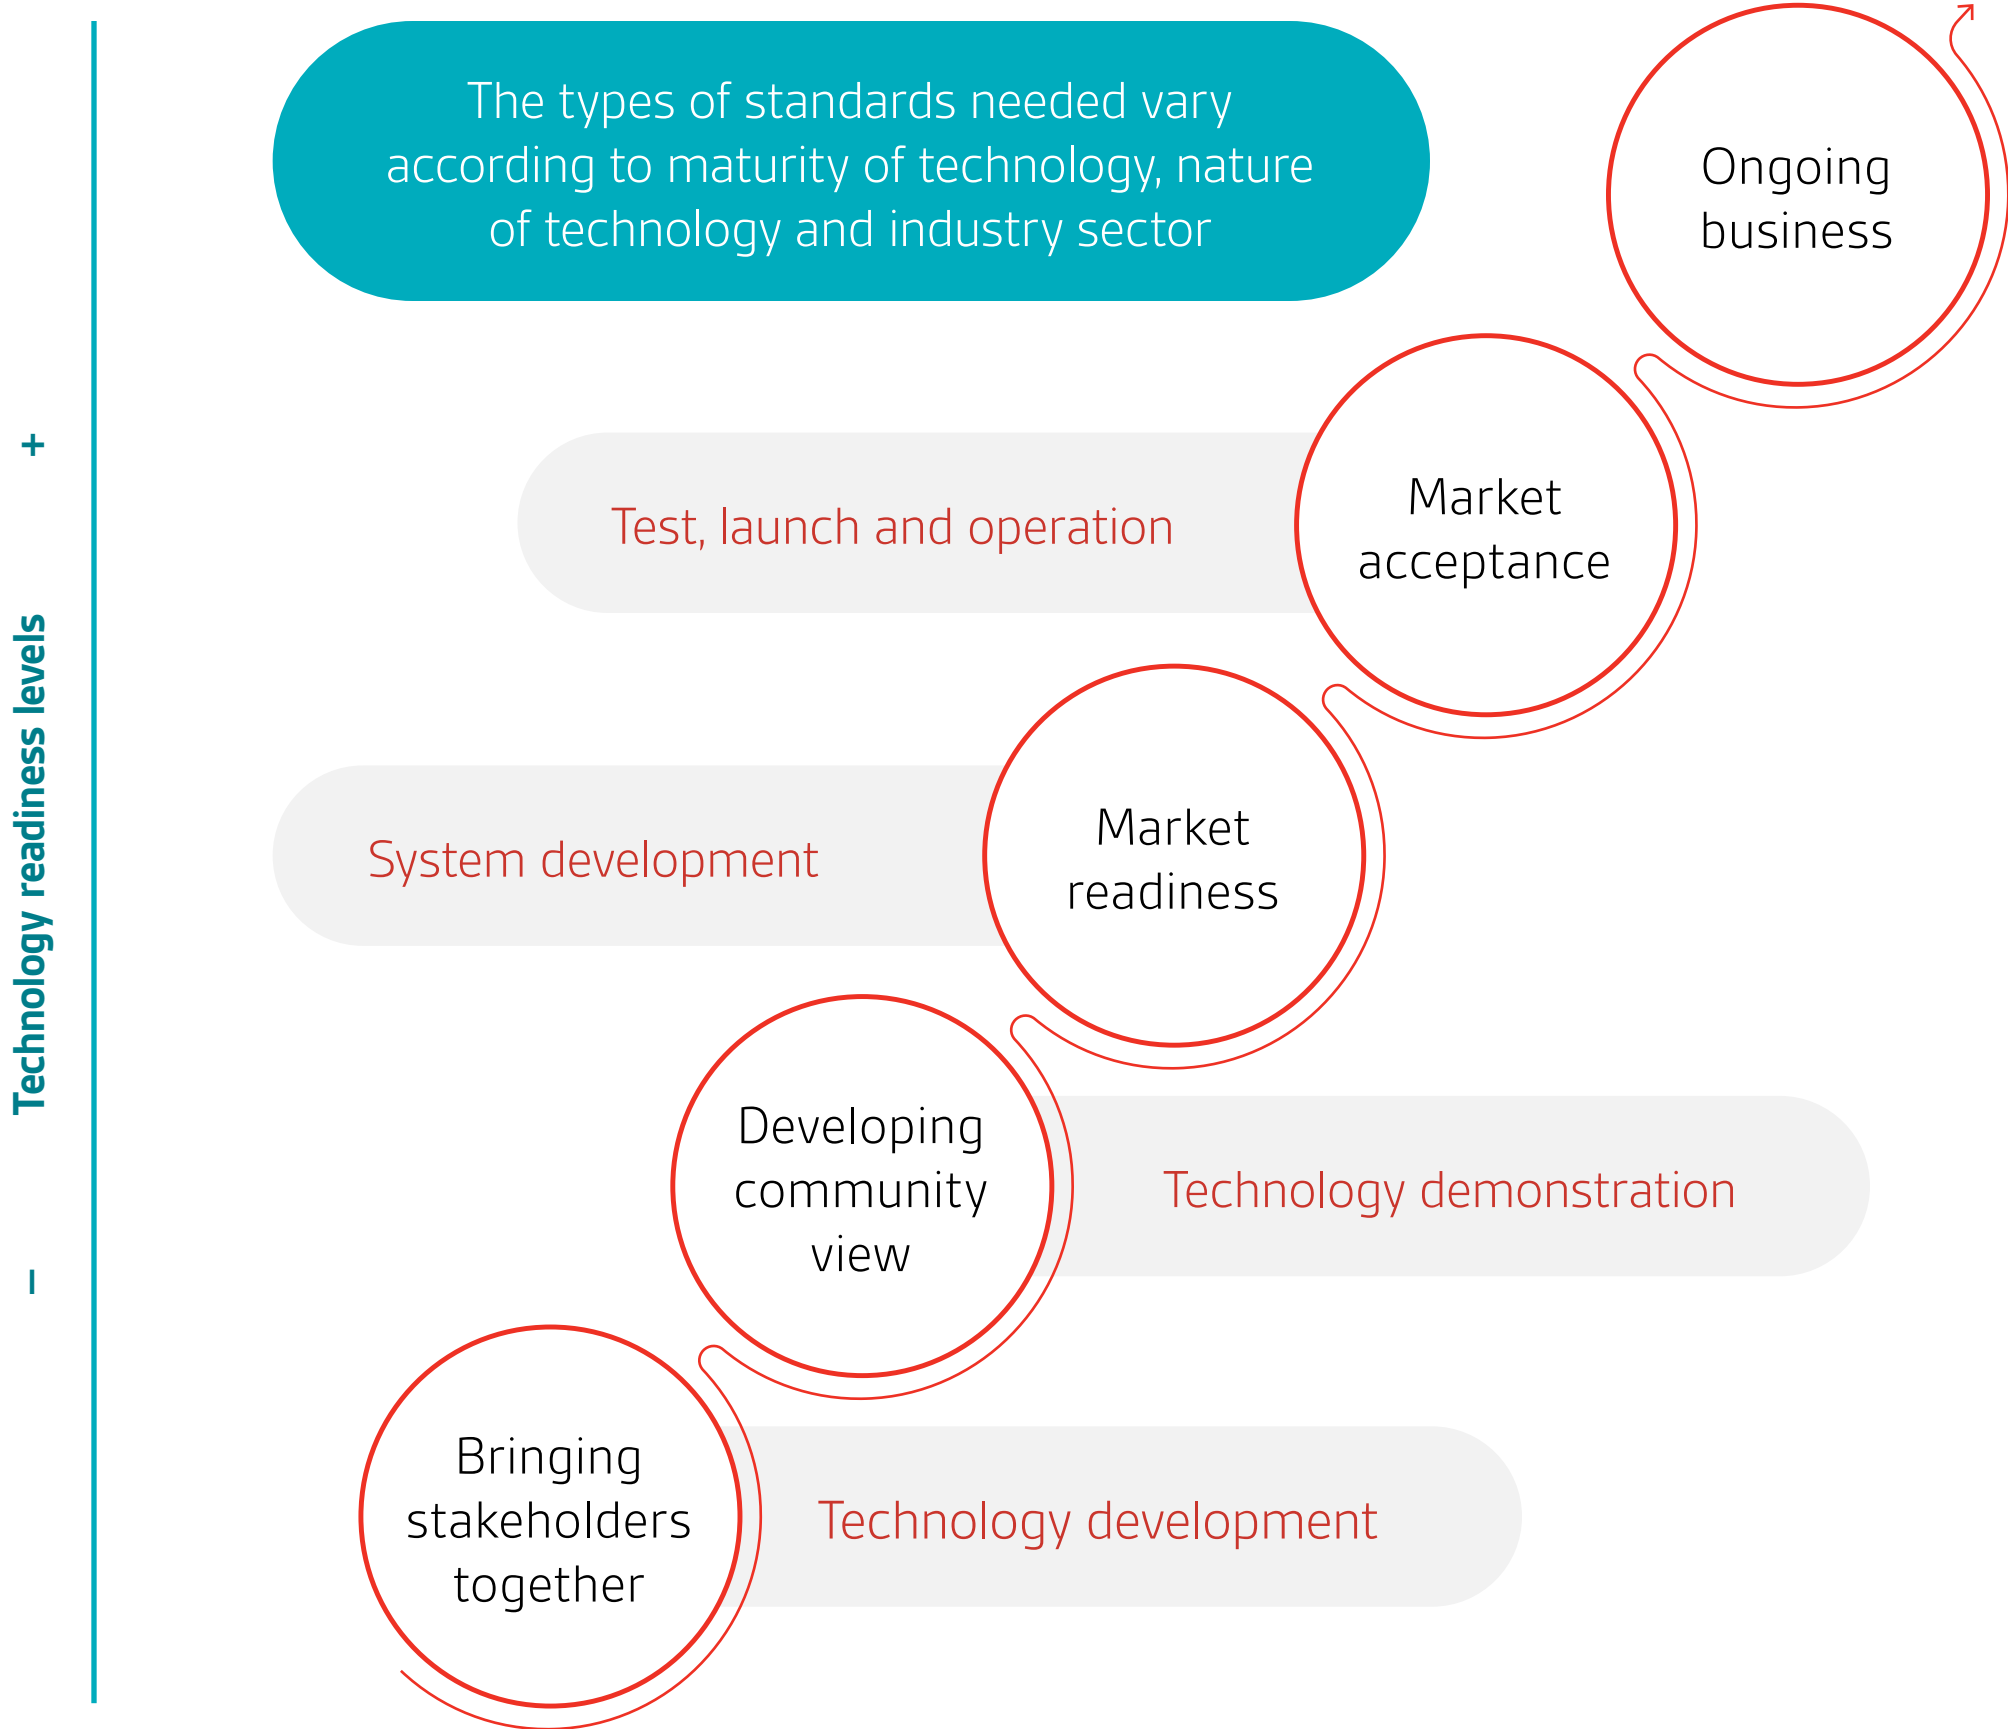 The types of standards needed vary
according to maturity of technology, nature
of technology and industry sector
Ongoing
business
+
Technology readiness levels
–
Test, launch and operation
Market
acceptance
System development
Market
readiness
Developing
community
view
Technology demonstration
Bringing
stakeholders
together
Technology development